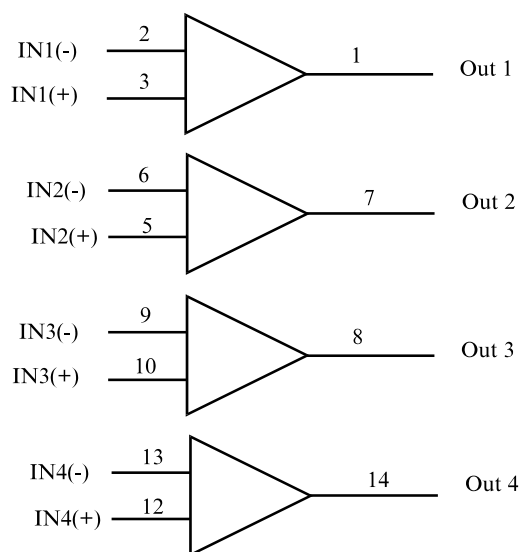 IN1(-) 2
1 Out 1
IN1(+) 3
IN2(-) 6
7 Out 2
IN2(+) 5
IN3(-) 9
8 Out 3
IN3(+) 10
IN4(-) 13
14 Out 4
IN4(+) 12